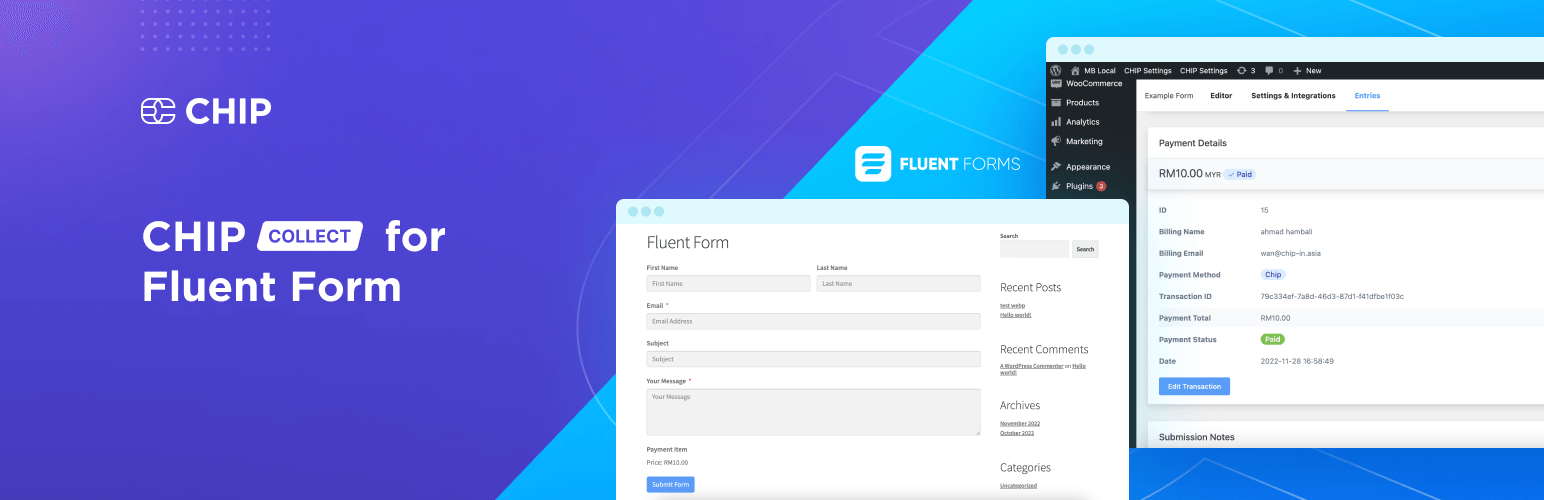 CHIP
CHIP COLLECT for
Fluent Form
FLUENT FORMS
Fluent Form
First Name
Last Name
First Name
Last Name
Email *
Email Address
Subject
Subject
Your Message *
Your Message
Payment Item
Price: RM10.00
Submit Form
Search
Search
Recent Posts
test webp
Hello world!
Recent Comments
A WordPress Commenter on Hello
world!
Archives
November 2022
October 2022
Categories
Uncategorized
MB Local CHIP Settings CHIP Settings 3 0 New
WooCommerce
Products
Analytics
Marketing
Appearance
Plugins 3
Example Form Editor Settings & Integrations Entries
Payment Details
RM10.00 MYR Paid
ID 15
Billing Name ahmad hambali
Billing Email wan@chip-in.asia
Payment Method Chip
Transaction ID 79c334ef-7a8d-46d3-87d1-f41dfbe1f03c
Payment Total RM10.00
Payment Status Paid
Date 2022-11-28 16:58:49
Edit Transaction
Submission Notes